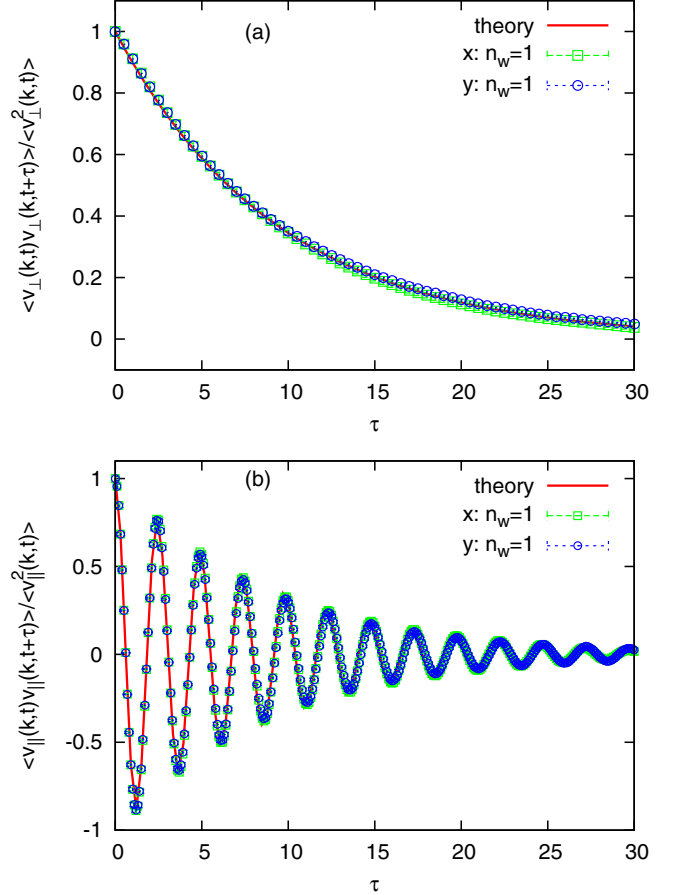 (a)
theory
x: n_w=1
y: n_w=1
<v_⊥(k,t)v_⊥(k,t+τ)>/<v_⊥^2(k,t)>
1
0.8
0.6
0.4
0.2
0
0 5 10 15 20 25 30
τ
(b)
theory
x: n_w=1
y: n_w=1
<v_||(k,t)v_||(k,t+τ)>/<v_||^2(k,t)>
1
0.5
0
-0.5
-1
0 5 10 15 20 25 30
τ